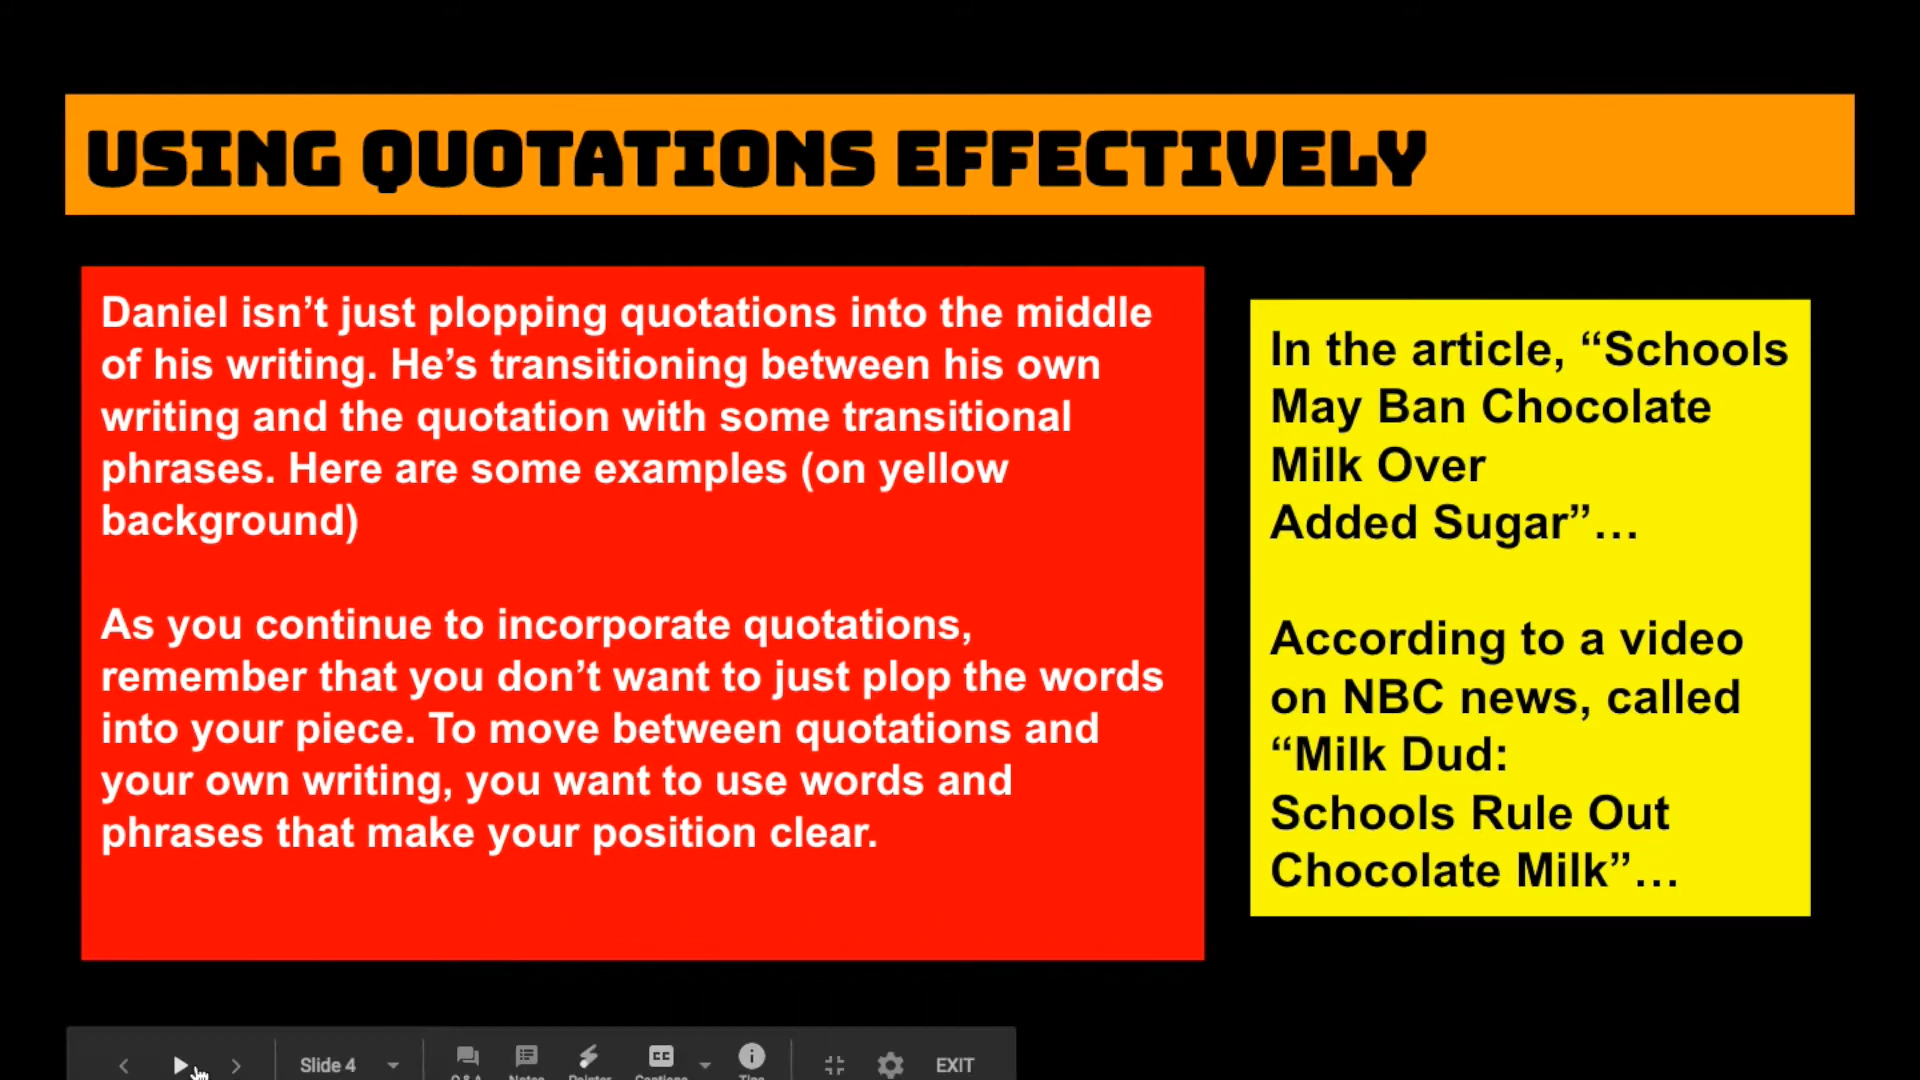 USING QUOTATIONS EFFECTIVELY
Daniel isn’t just plopping quotations into the middle
of his writing. He’s transitioning between his own
writing and the quotation with some transitional
phrases. Here are some examples (on yellow
background)
As you continue to incorporate quotations,
remember that you don’t want to just plop the words
into your piece. To move between quotations and
your own writing, you want to use words and
phrases that make your position clear.
In the article, “Schools
May Ban Chocolate
Milk Over
Added Sugar”…
According to a video
on NBC news, called
“Milk Dud:
Schools Rule Out
Chocolate Milk”…
Slide 4
CC
EXIT